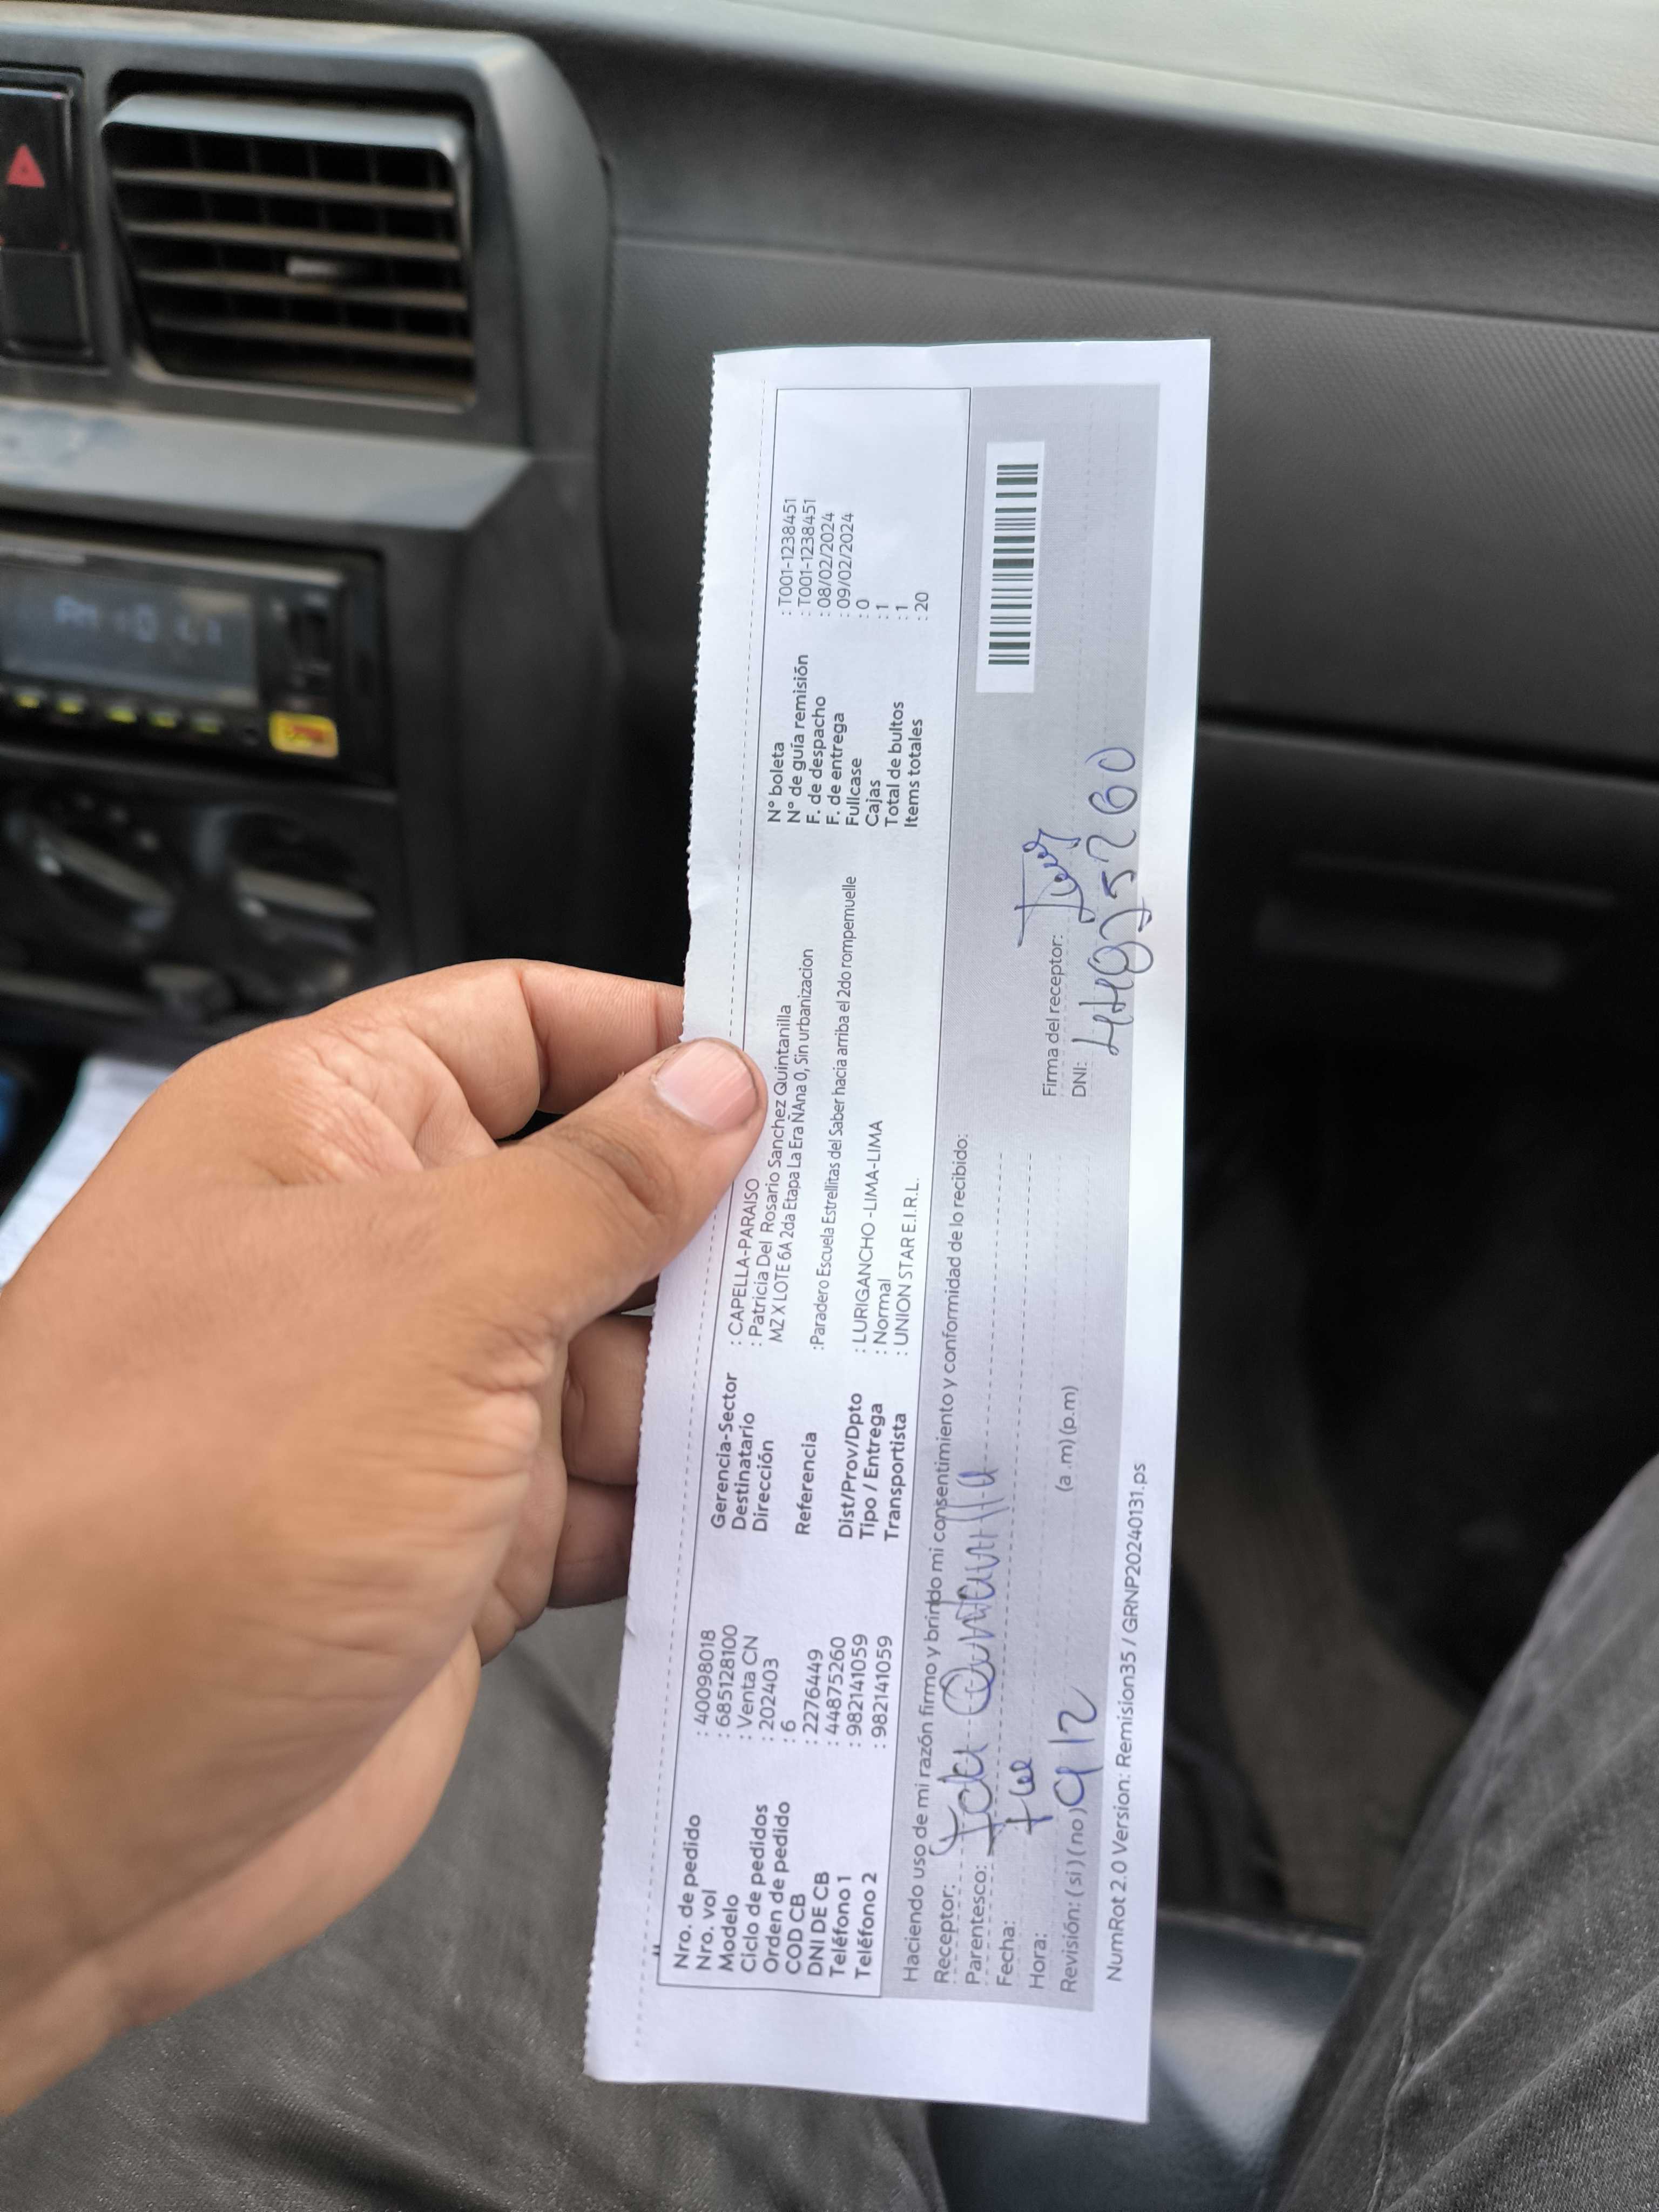 Nro. de pedido : 40098018
Nro. vol : 685128100
Modelo : Venta CN
Ciclo de pedidos : 202403
Orden de pedido : 6
COD CB : 2276449
DNI DE CB : 44875260
Teléfono 1 : 982141059
Teléfono 2 : 982141059
Gerencia-Sector : CAPELLA-PARAISO
Destinatario : Patricia Del Rosario Sanchez Quintanilla
Dirección MZ X LOTE 6A 2da Etapa La Era ÑAna 0, Sin urbanizacion
Referencia :Paradero Escuela Estrellitas del Saber hacia arriba el 2do rompemuelle
Dist/Prov/Dpto : LURIGANCHO -LIMA-LIMA
Tipo / Entrega : Normal
Transportista : UNION STAR E.I.R.L.
N° boleta : T001-1238451
N° de guía remisión : T001-1238451
F. de despacho : 08/02/2024
F. de entrega : 09/02/2024
Fullcase : 0
Cajas : 1
Total de bultos : 1
Items totales : 20
Haciendo uso de mi razón firmo y brindo mi consentimiento y conformidad de lo recibido:
Receptor: Quintanilla
Parentesco:
Fecha:
Hora: 9 12 (a .m) (p.m)
Revisión: ( si ) ( no )
Firma del receptor:
DNI:
NumRot 2.0 Version: Remision35 / GRNP20240131.ps